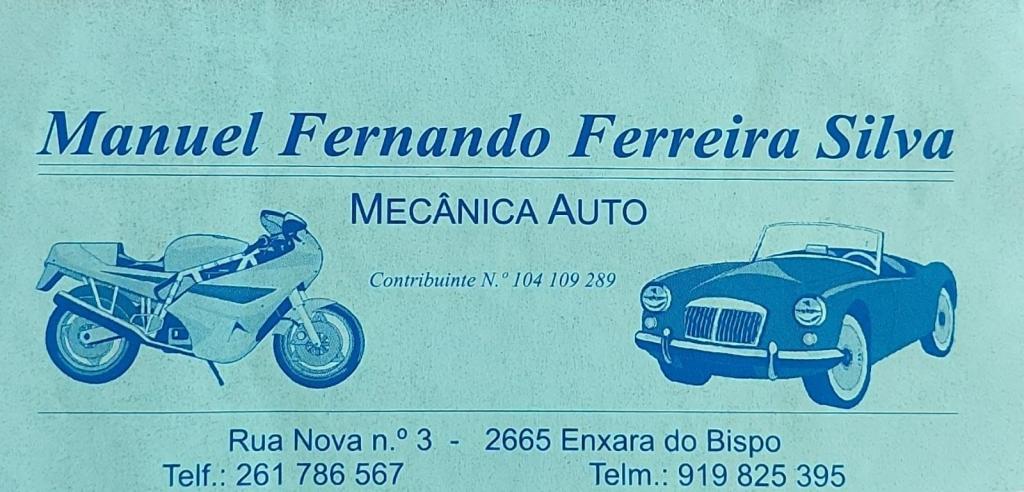 Manuel Fernando Ferreira Silva
MECÂNICA AUTO
Contribuinte N.º 104 109 289
Rua Nova n.º 3 - 2665 Enxara do Bispo
Telf.: 261 786 567 Telm.: 919 825 395